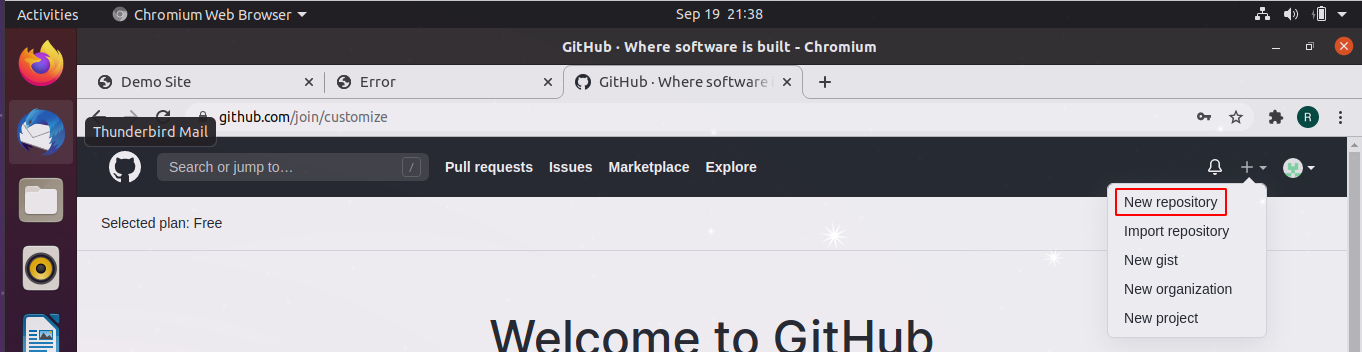 Activities Chromium Web Browser Sep 19 21:38
GitHub · Where software is built - Chromium
Demo Site Error GitHub · Where software
github.com/join/customize R
Thunderbird Mail
Search or jump to… / Pull requests Issues Marketplace Explore
New repository
Selected plan: Free
Import repository
New gist
New organization
New project
Welcome to GitHub